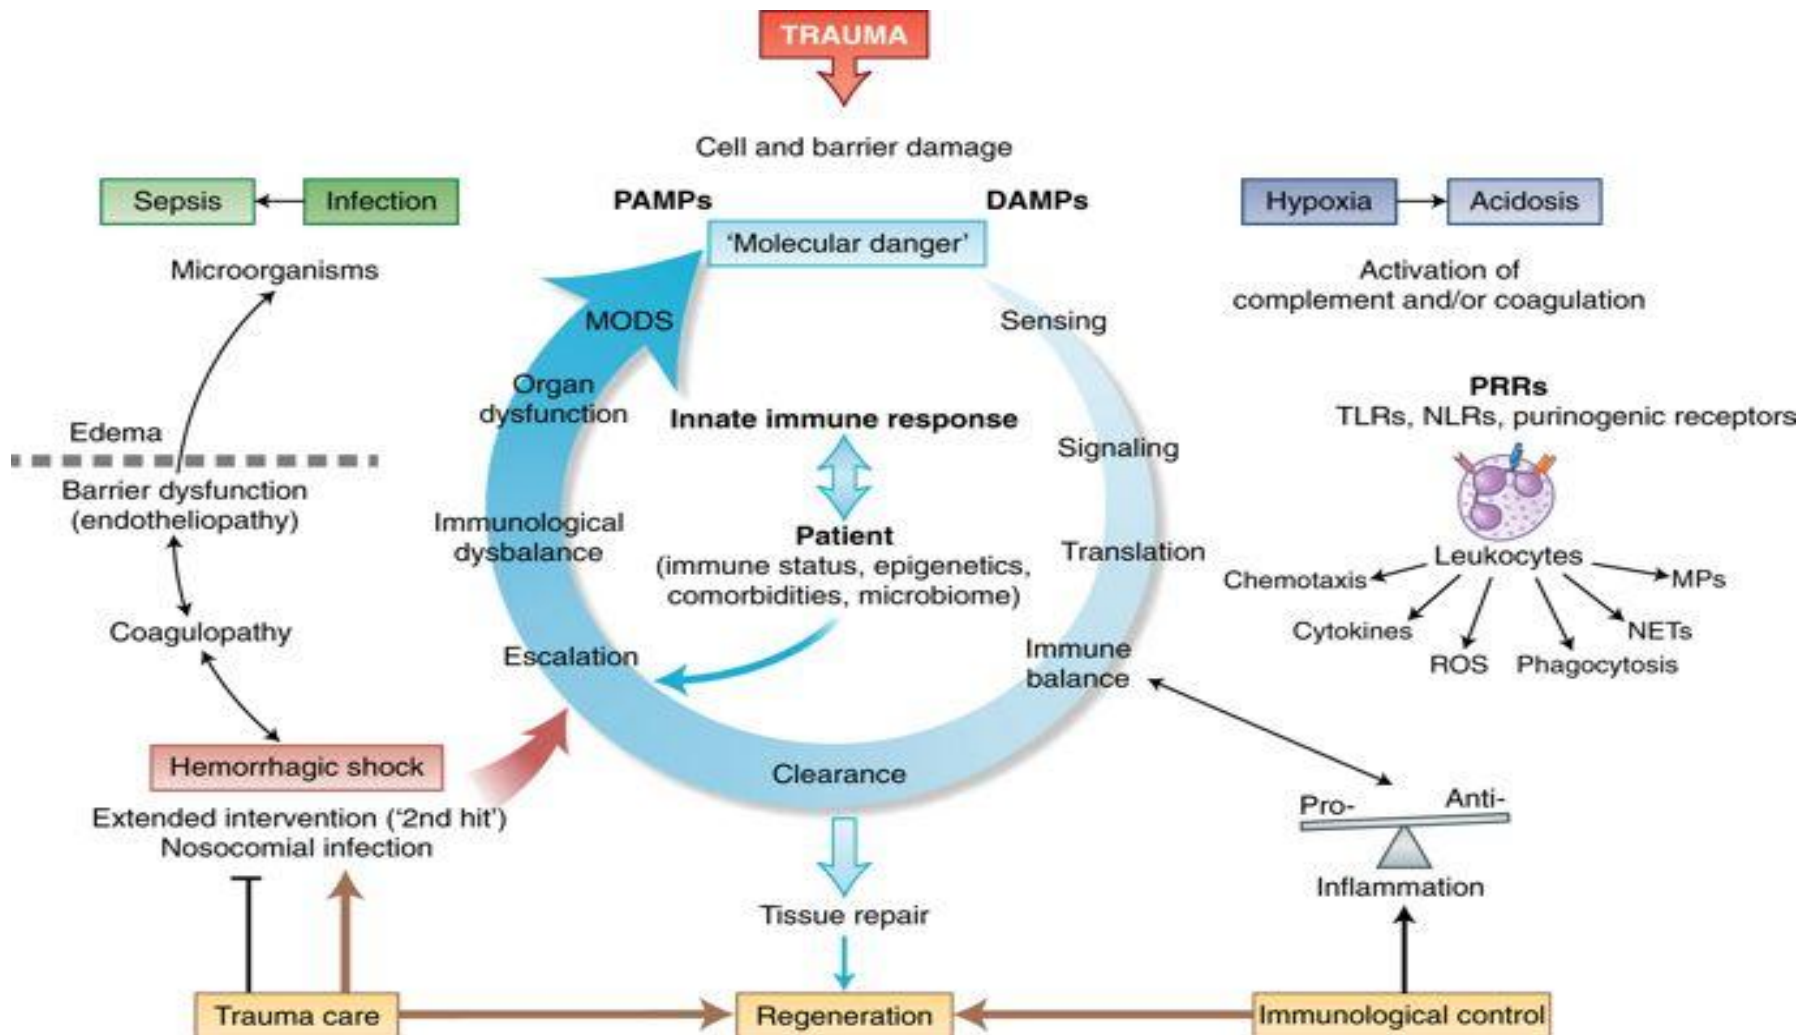 TRAUMA
Cell and barrier damage
PAMPs
DAMPs
'Molecular danger'
Sepsis
Infection
Microorganisms
Edema
Barrier dysfunction
(endotheliopathy)
Coagulopathy
Hemorrhagic shock
Extended intervention ('2nd hit')
Nosocomial infection
Trauma care
Sensing
Signaling
Translation
Immune
balance
Clearance
Escalation
Immunological
dysbalance
Organ
dysfunction
MODS
Innate immune response
Patient
(immune status, epigenetics,
comorbidities, microbiome)
Tissue repair
Regeneration
Hypoxia
Acidosis
Activation of
complement and/or coagulation
PRRs
TLRs, NLRs, purinogenic receptors
Leukocytes
Chemotaxis
Cytokines
ROS
Phagocytosis
NETs
MPs
Pro-
Anti-
Inflammation
Immunological control